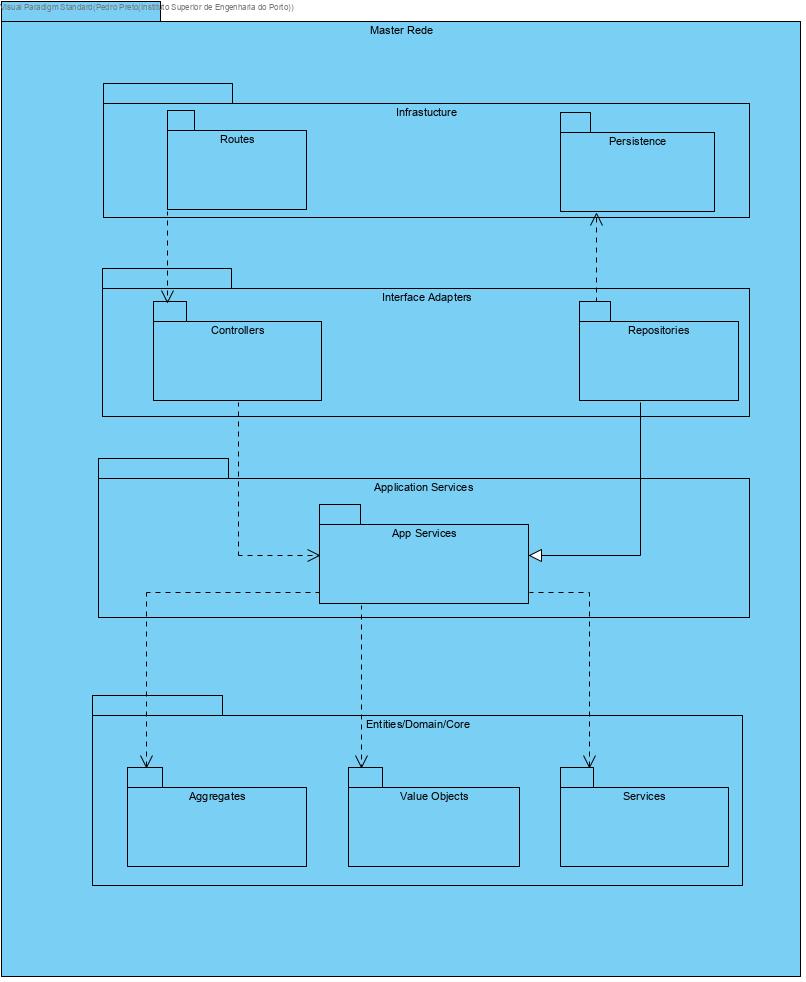 Visual Paradigm Standard(Pedro Preto(Instituto Superior de Engenharia do Porto))
Master Rede
Infrastucture
Routes
Persistence
Interface Adapters
Controllers
Repositories
Application Services
App Services
Entities/Domain/Core
Aggregates
Value Objects
Services